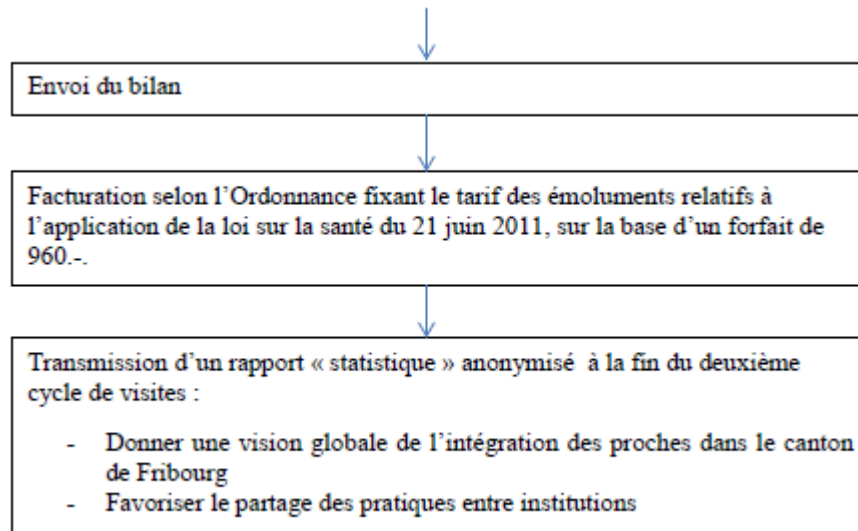 Envoi du bilan
Facturation selon l’Ordonnance fixant le tarif des émoluments relatifs à
l’application de la loi sur la santé du 21 juin 2011, sur la base d’un forfait de
960.-.
Transmission d’un rapport « statistique » anonymisé à la fin du deuxième
cycle de visites :
- Donner une vision globale de l’intégration des proches dans le canton
de Fribourg
- Favoriser le partage des pratiques entre institutions